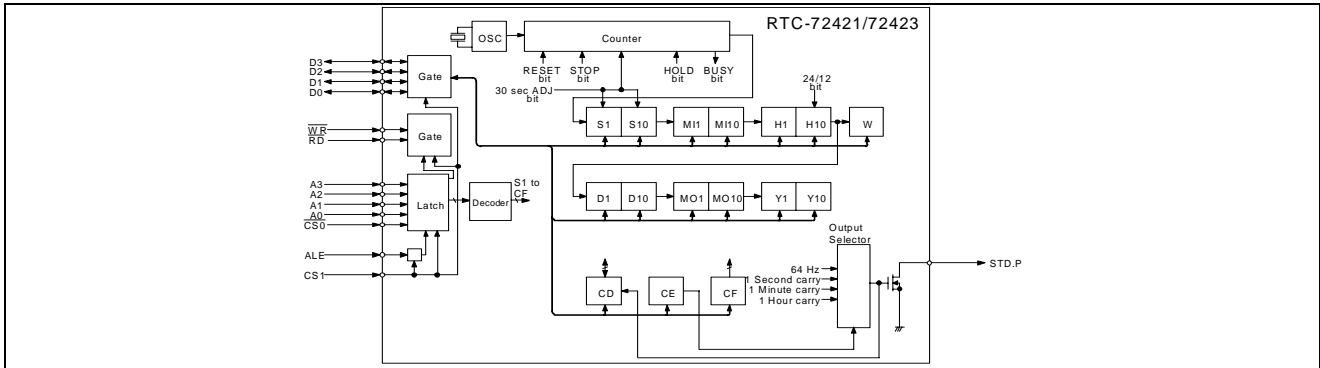 RTC-72421/72423
OSC
Counter
RESET bit
STOP bit
HOLD bit
BUSY bit
30 sec ADJ bit
24/12 bit
D3
D2
D1
D0
Gate
S1
S10
MI1
MI10
H1
H10
W
WR
RD
Gate
A3
A2
A1
A0
CS0
Latch
Decoder
S1 to CF
D1
D10
MO1
MO10
Y1
Y10
ALE
CS1
Output Selector
64 Hz
1 Second carry
1 Minute carry
1 Hour carry
STD.P
CD
CE
CF